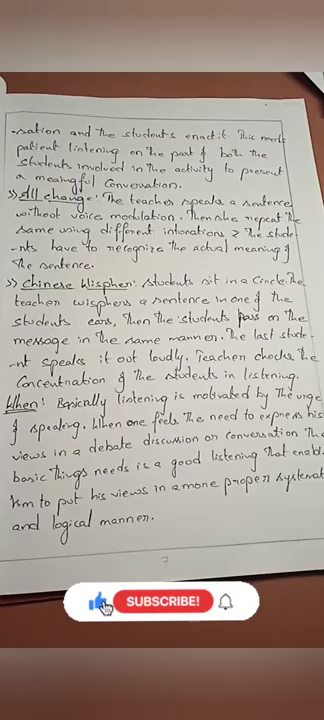 -sation and the students enact it. This needs
patient listening on the part of both the
students involved in the activity to present
a meaningful Conversation.
>> All change: The teacher speaks a sentence
without voice modulation. Then she repeat the
same using different intonations & the stude-
-nts have to recognize the actual meaning of
the sentence.
>> Chinese Wispher: Students sit in a Circle. The
teacher wisphers a sentence in one of the
students ears, Then the students pass on the
message in the same manner. The last stude-
-nt speaks it out loudly. Teacher checks the
Concentration of the students in listening.
When: Basically listening is motivated by the urge
of speaking. When one feels the need to express his
views in a debate discussion or conversation the
basic things needs is a good listening that enabl
him to put his views in a more proper systemat
and logical manner.
7
SUBSCRIBE!